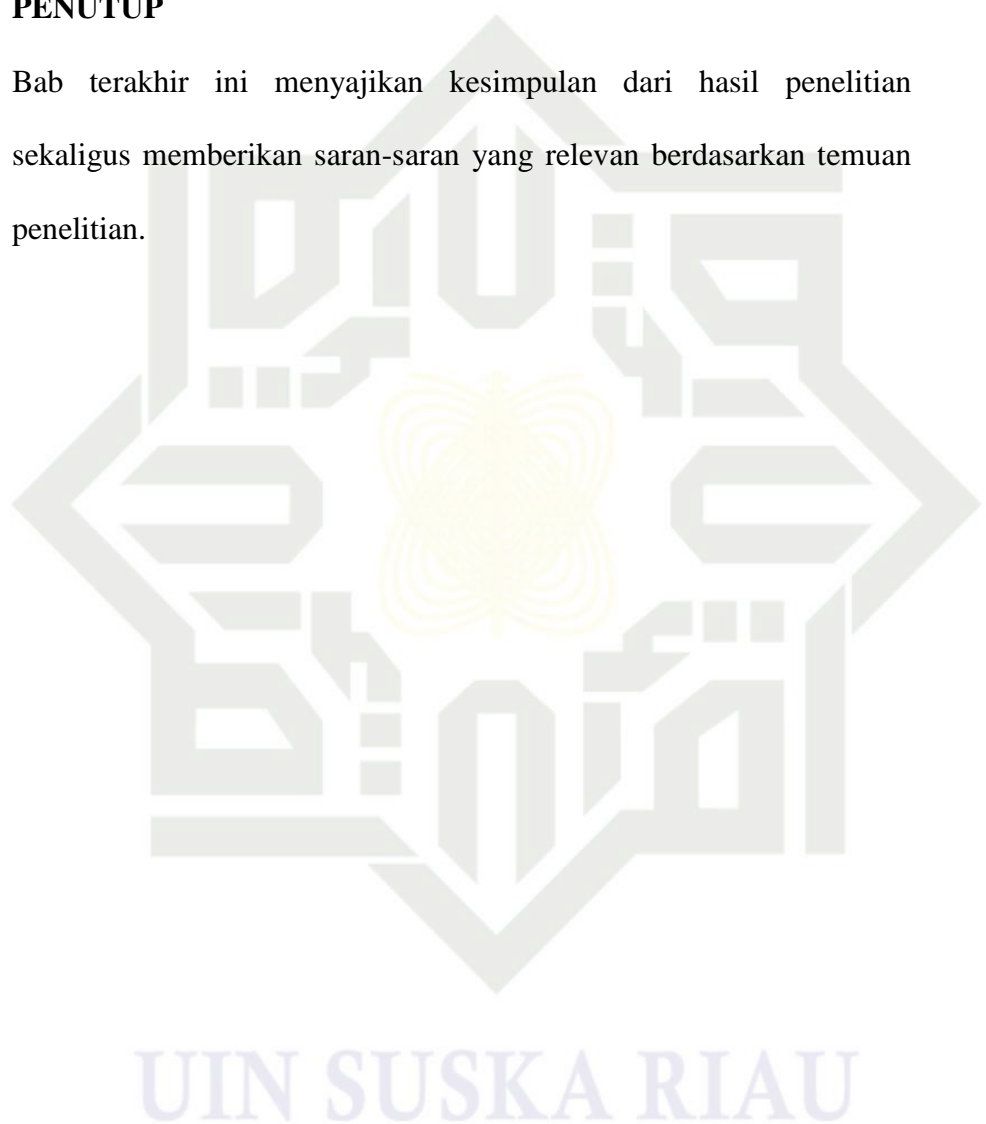 PENUTUP
Bab terakhir ini menyajikan kesimpulan dari hasil penelitian
sekaligus memberikan saran-saran yang relevan berdasarkan temuan
penelitian.
UIN SUSKA RIAU